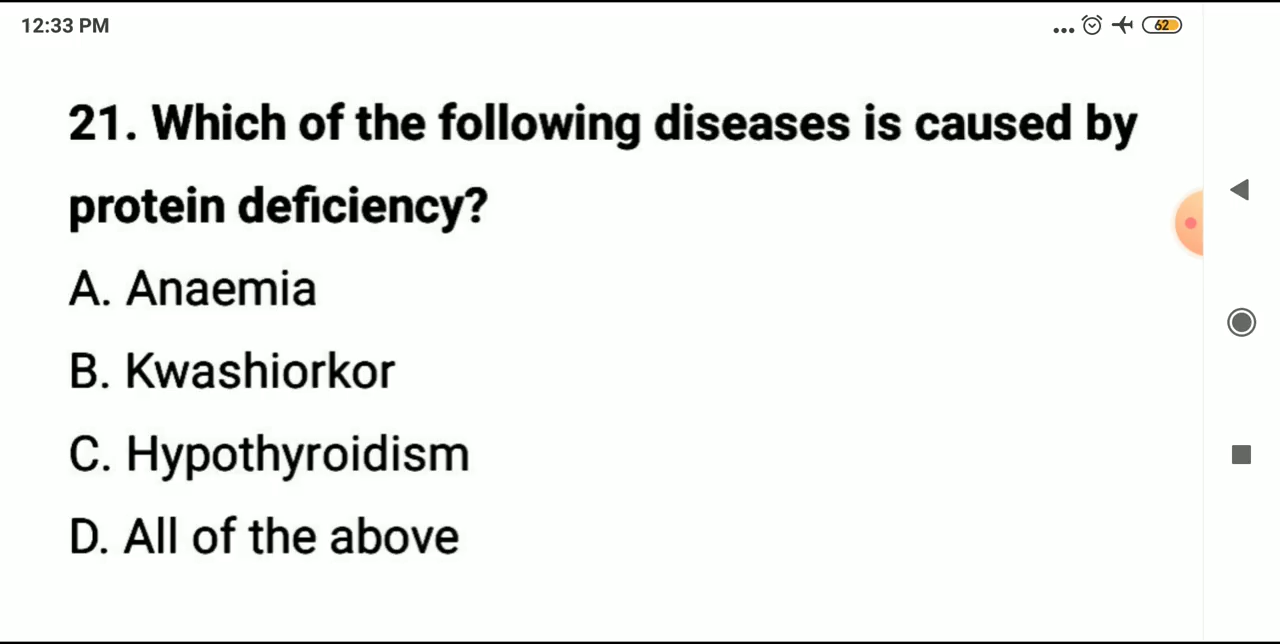 12:33 PM
62
21. Which of the following diseases is caused by
protein deficiency?
A. Anaemia
B. Kwashiorkor
C. Hypothyroidism
D. All of the above